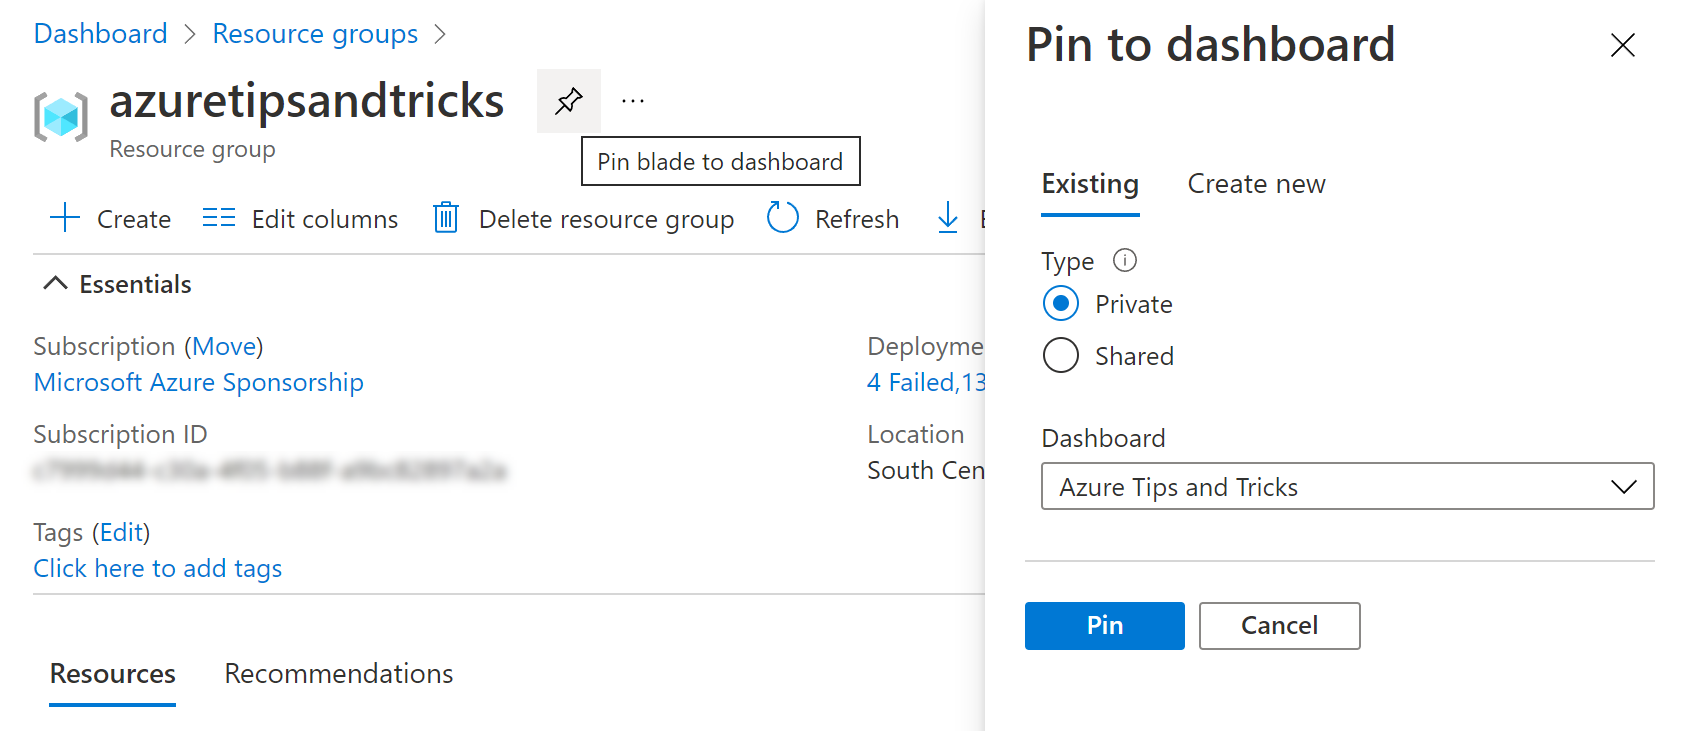 Dashboard > Resource groups >
azuretipsandtricks
Resource group
Pin blade to dashboard
Create Edit columns Delete resource group Refresh
Essentials
Subscription (Move)
Microsoft Azure Sponsorship
Subscription ID
Tags (Edit)
Click here to add tags
Deployme
4 Failed,13
Location
South Cen
Resources Recommendations
Pin to dashboard
Existing Create new
Type
Private
Shared
Dashboard
Azure Tips and Tricks
Pin Cancel